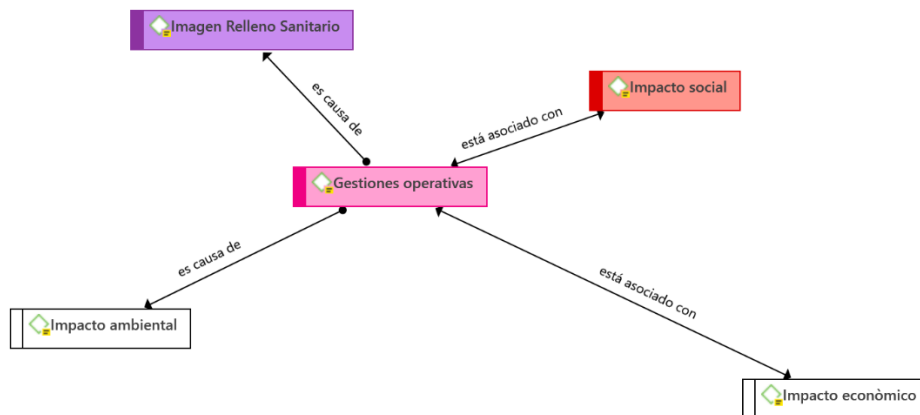 Imagen Relleno Sanitario
Impacto social
es causa de
está asociado con
Gestiones operativas
es causa de
está asociado con
Impacto ambiental
Impacto econòmico